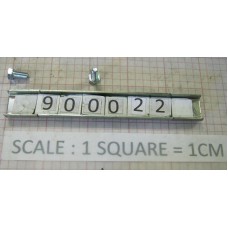 900022
SCALE : 1 SQUARE = 1CM